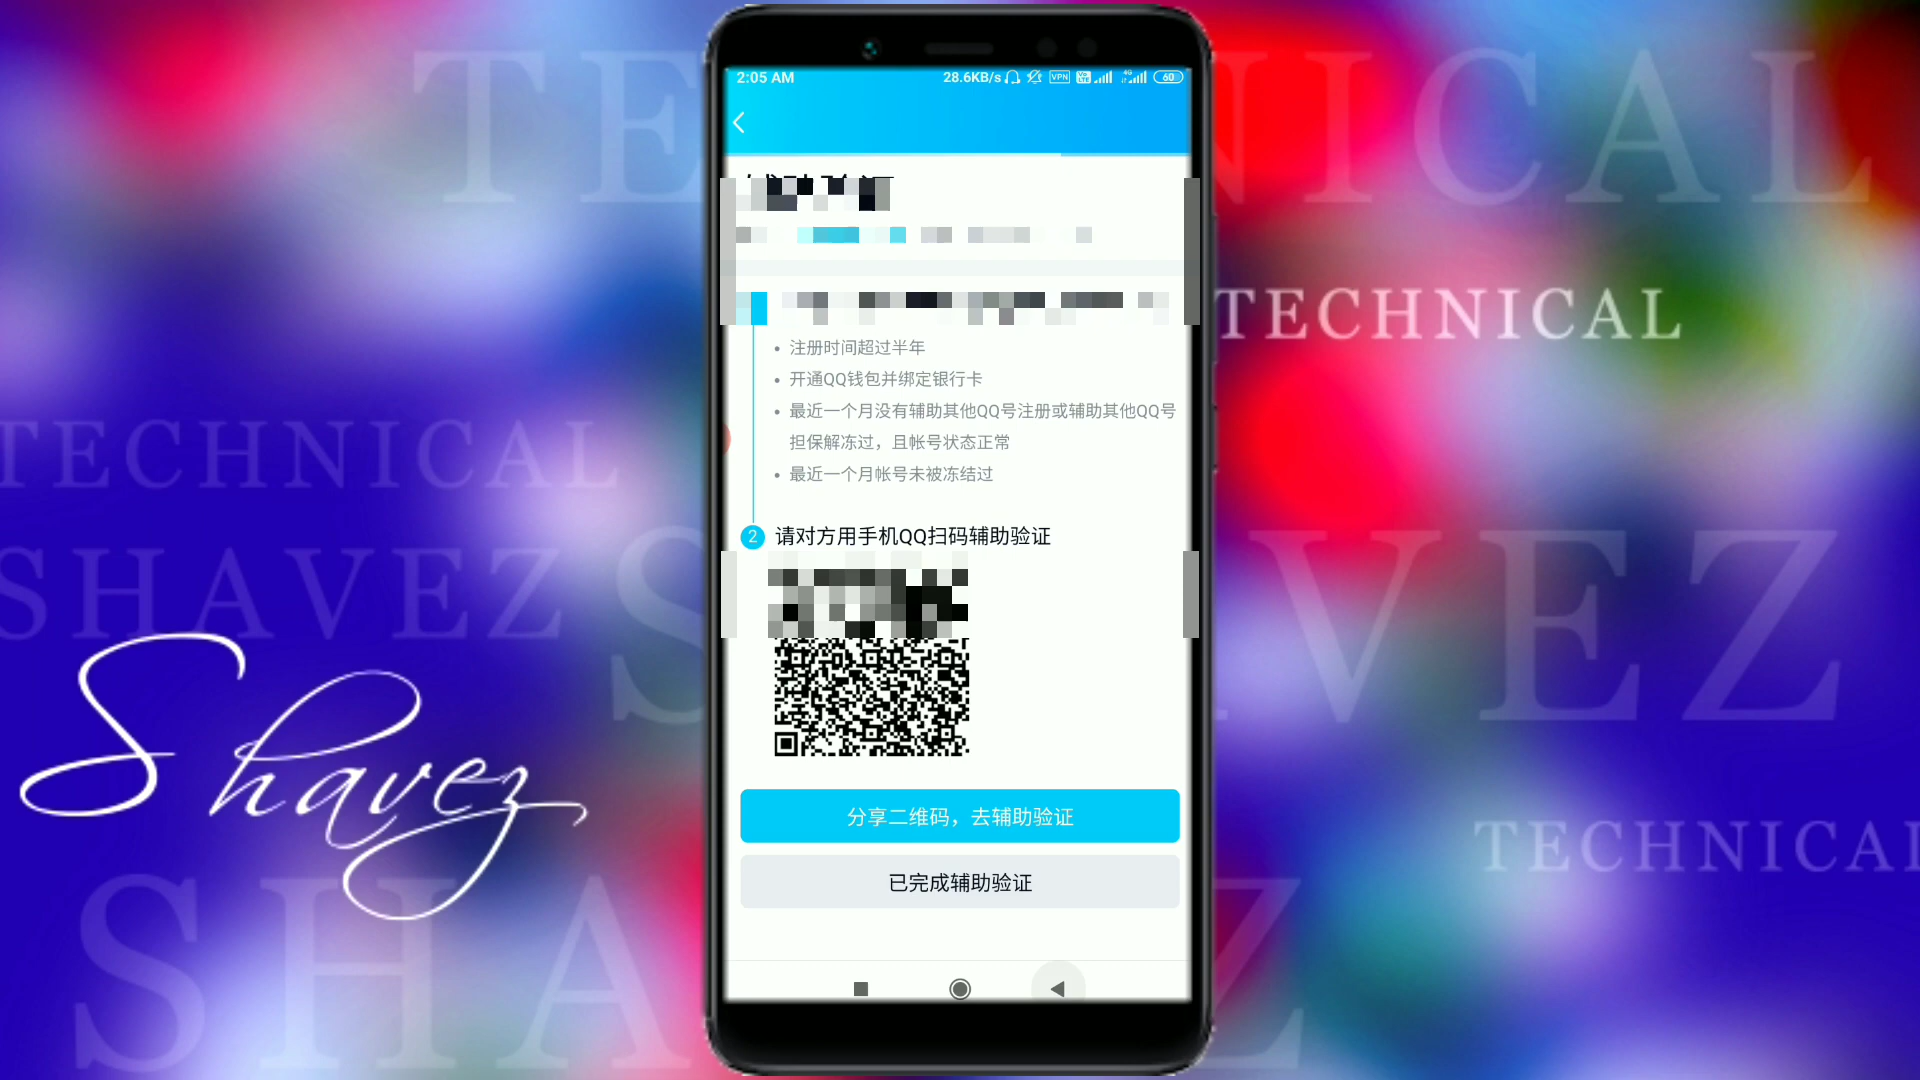 TECHNICAL
TECHNICAL
TECHNICAL
SHAVEZ
SHAVEZ
Shavez
TECHNICAL
SHAVEZ
2:05 AM
28.6KB/s
VPN
4G
60
注册时间超过半年
开通QQ钱包并绑定银行卡
最近一个月没有辅助其他QQ号注册或辅助其他QQ号
担保解冻过，且帐号状态正常
最近一个月帐号未被冻结过
2 请对方用手机QQ扫码辅助验证
分享二维码，去辅助验证
已完成辅助验证